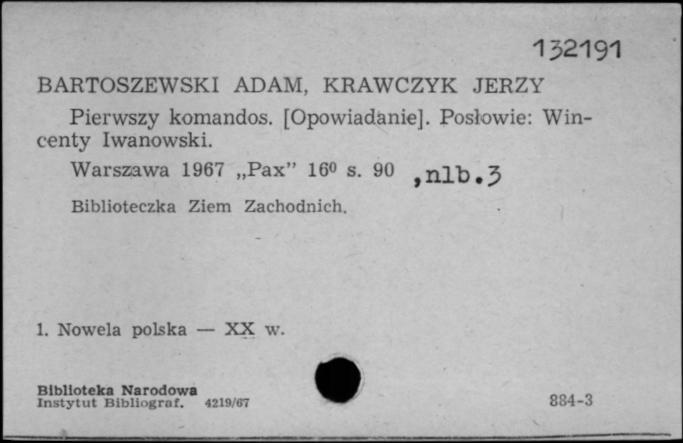 132191
BARTOSZEWSKI ADAM, KRAWCZYK JERZY
Pierwszy komandos. [Opowiadanie]. Posłowie: Win-
centy Iwanowski.
Warszawa 1967 „Pax” 16⁰ s. 90 ,nlb.3
Biblioteczka Ziem Zachodnich.
1. Nowela polska — XX w.
Biblioteka Narodowa
Instytut Bibliograf. 4219/67
884-3